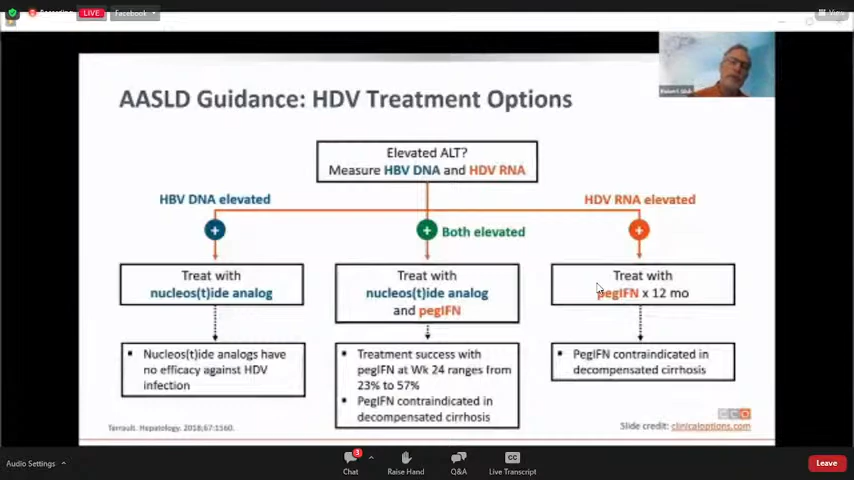 LIVE
Facebook
View
AASLD Guidance: HDV Treatment Options
Elevated ALT?
Measure HBV DNA and HDV RNA
HBV DNA elevated
Both elevated
HDV RNA elevated
Treat with
nucleos(t)ide analog
Treat with
nucleos(t)ide analog
and pegIFN
Treat with
pegIFN x 12 mo
▪ Nucleos(t)ide analogs have
no efficacy against HDV
infection
▪ Treatment success with
pegIFN at Wk 24 ranges from
23% to 57%
▪ PegIFN contraindicated in
decompensated cirrhosis
▪ PegIFN contraindicated in
decompensated cirrhosis
Terrault. Hepatology. 2018;67:1560.
CCO
Slide credit: clinicaloptions.com
Audio Settings
3
Chat
Raise Hand
Q&A
CC
Live Transcript
Leave